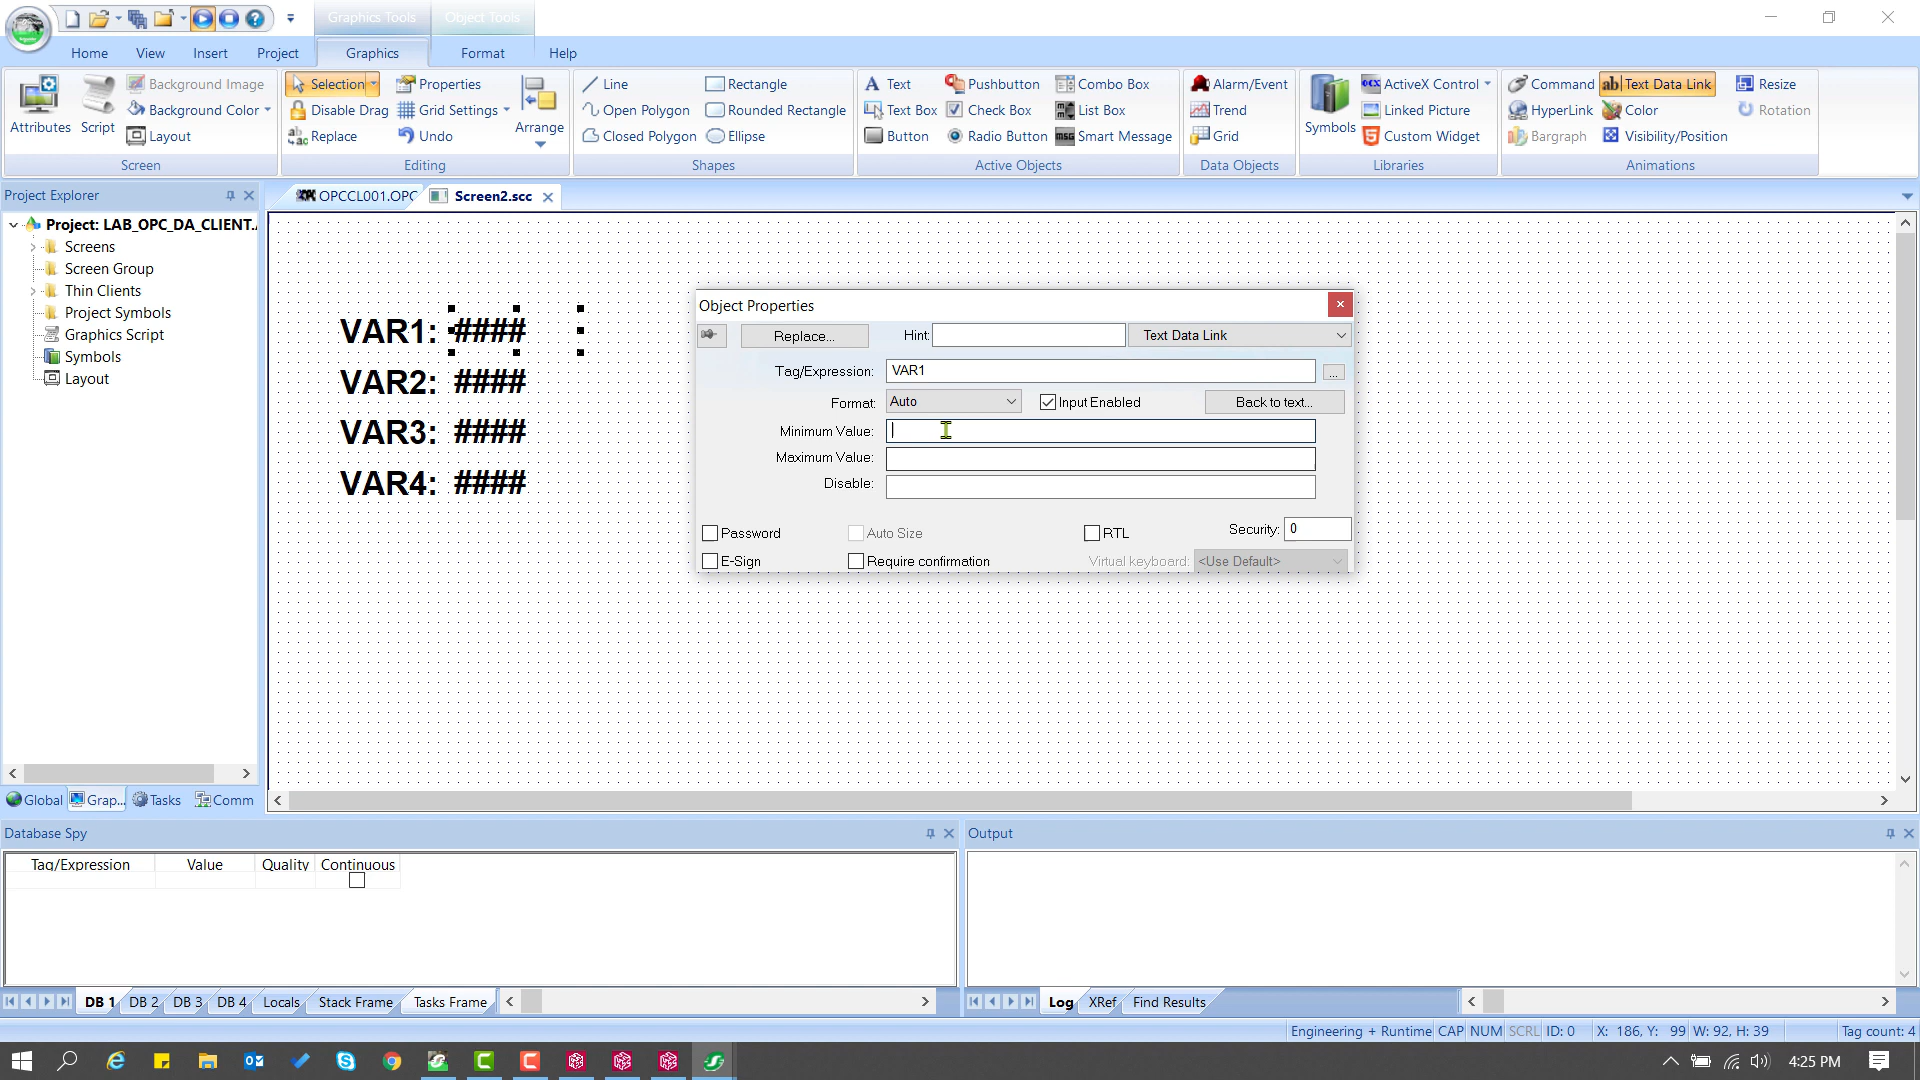 Graphics Tools Object Tools
Home View Insert Project Graphics Format Help
Attributes Script Background Image Background Color Layout
Screen
Selection Disable Drag Replace Properties Grid Settings Undo Arrange
Editing
Line Open Polygon Closed Polygon Rectangle Rounded Rectangle Ellipse
Shapes
Text Text Box Button Pushbutton Check Box Radio Button Combo Box List Box Smart Message
Active Objects
Alarm/Event Trend Grid
Data Objects
Symbols ActiveX Control Linked Picture Custom Widget
Libraries
Command HyperLink Bargraph Text Data Link Color Visibility/Position Resize Rotation
Animations
Project Explorer
OPCCL001.OPC Screen2.scc
Project: LAB_OPC_DA_CLIENT.
Screens
Screen Group
Thin Clients
Project Symbols
Graphics Script
Symbols
Layout
VAR1: ####
VAR2: ####
VAR3: ####
VAR4: ####
Object Properties
Replace... Hint: Text Data Link
Tag/Expression: VAR1 ...
Format: Auto Input Enabled Back to text...
Minimum Value:
Maximum Value:
Disable:
Password Auto Size RTL Security: 0
E-Sign Require confirmation Virtual keyboard: <Use Default>
Global Grap... Tasks Comm
Database Spy
Tag/Expression Value Quality Continuous
DB 1 DB 2 DB 3 DB 4 Locals Stack Frame Tasks Frame
Output
Log XRef Find Results
Engineering + Runtime CAP NUM SCRL ID: 0 X: 186, Y: 99 W: 92, H: 39 Tag count: 4
4:25 PM